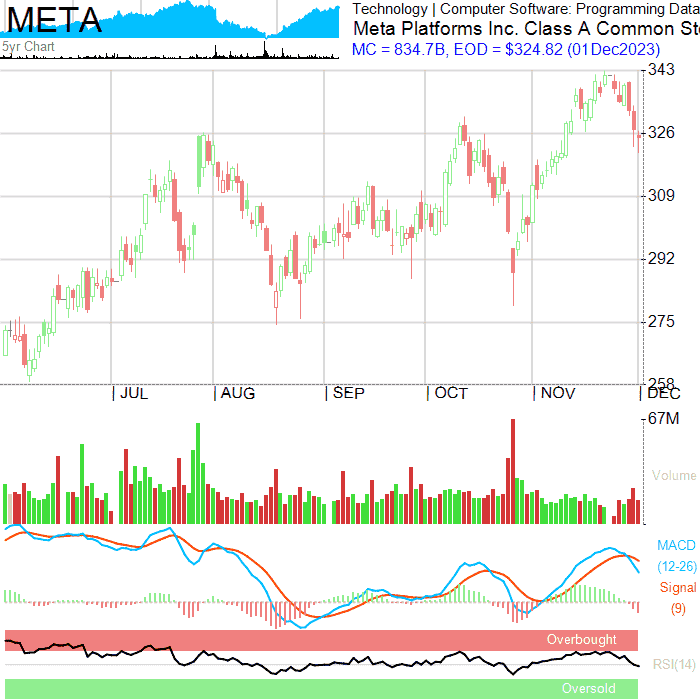 META
5yr Chart
Technology | Computer Software: Programming Data
Meta Platforms Inc. Class A Common Sto
MC = 834.7B, EOD = $324.82 (01Dec2023)
343
326
309
292
275
258
JUL AUG SEP OCT NOV DEC
67M
Volume
MACD
(12-26)
Signal
(9)
Overbought
RSI(14)
Oversold